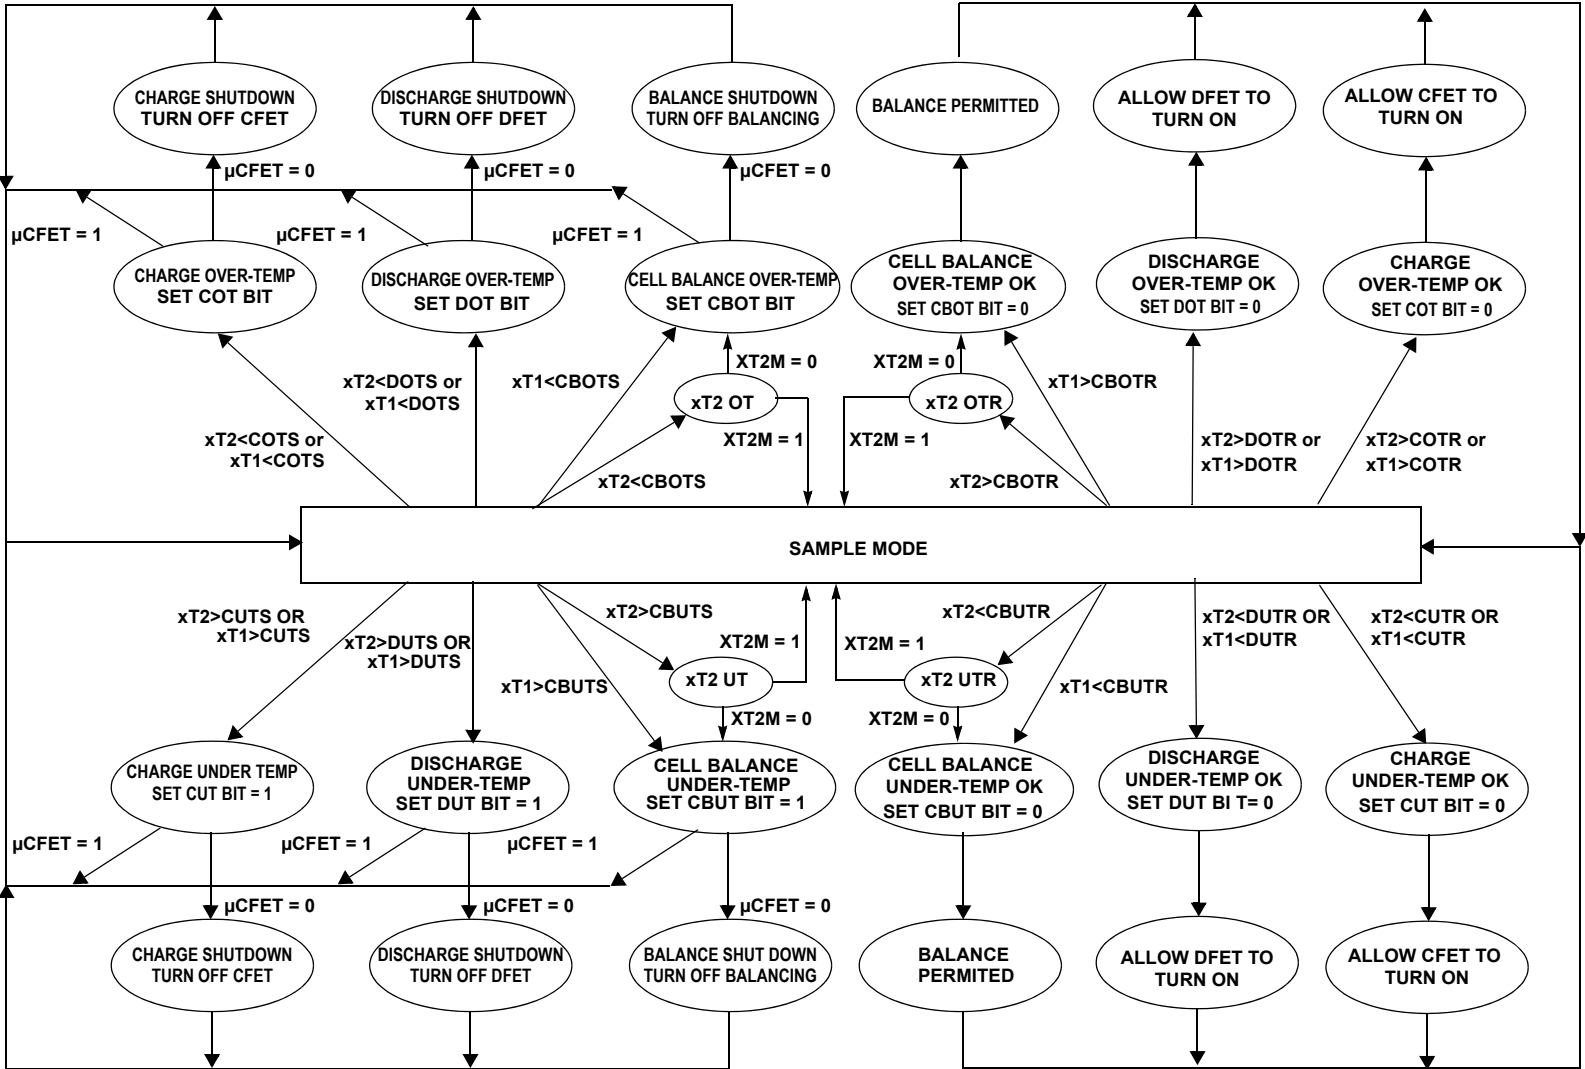 CHARGE SHUTDOWN
TURN OFF CFET
DISCHARGE SHUTDOWN
TURN OFF DFET
BALANCE SHUTDOWN
TURN OFF BALANCING
BALANCE PERMITTED
ALLOW DFET TO
TURN ON
ALLOW CFET TO
TURN ON
µCFET = 0
µCFET = 0
µCFET = 0
µCFET = 1
µCFET = 1
µCFET = 1
CHARGE OVER-TEMP
SET COT BIT
DISCHARGE OVER-TEMP
SET DOT BIT
CELL BALANCE OVER-TEMP
SET CBOT BIT
CELL BALANCE
OVER-TEMP OK
SET CBOT BIT = 0
DISCHARGE
OVER-TEMP OK
SET DOT BIT = 0
CHARGE
OVER-TEMP OK
SET COT BIT = 0
xT2<COTS or
xT1<COTS
xT2<DOTS or
xT1<DOTS
xT1<CBOTS
XT2M = 0
xT2 OT
XT2M = 1
xT2<CBOTS
XT2M = 0
xT2 OTR
XT2M = 1
xT2>CBOTR
xT1>CBOTR
xT2>DOTR or
xT1>DOTR
xT2>COTR or
xT1>COTR
SAMPLE MODE
xT2>CUTS OR
xT1>CUTS
xT2>DUTS OR
xT1>DUTS
xT2>CBUTS
XT2M = 1
xT1>CBUTS
xT2 UT
XT2M = 0
xT2<CBUTR
XT2M = 1
xT2 UTR
XT2M = 0
xT1<CBUTR
xT2<DUTR OR
xT1<DUTR
xT2<CUTR OR
xT1<CUTR
CHARGE UNDER TEMP
SET CUT BIT = 1
DISCHARGE
UNDER-TEMP
SET DUT BIT = 1
CELL BALANCE
UNDER-TEMP
SET CBUT BIT = 1
CELL BALANCE
UNDER-TEMP OK
SET CBUT BIT = 0
DISCHARGE
UNDER-TEMP OK
SET DUT BI T= 0
CHARGE
UNDER-TEMP OK
SET CUT BIT = 0
µCFET = 1
µCFET = 1
µCFET = 1
µCFET = 0
µCFET = 0
µCFET = 0
CHARGE SHUTDOWN
TURN OFF CFET
DISCHARGE SHUTDOWN
TURN OFF DFET
BALANCE SHUT DOWN
TURN OFF BALANCING
BALANCE
PERMITED
ALLOW DFET TO
TURN ON
ALLOW CFET TO
TURN ON